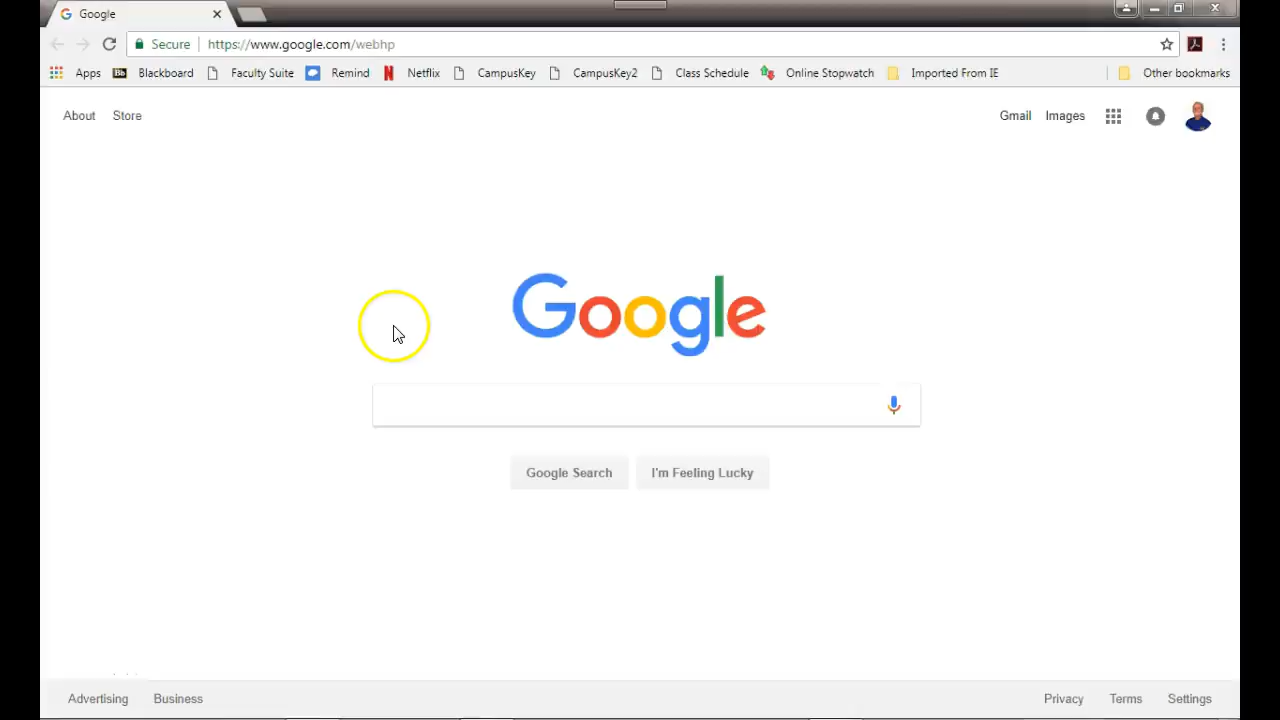 Google
Secure https://www.google.com/webhp
Apps Bb Blackboard Faculty Suite Remind N Netflix CampusKey CampusKey2 Class Schedule Online Stopwatch Imported From IE Other bookmarks
About Store Gmail Images
Google
Google Search I'm Feeling Lucky
Advertising Business Privacy Terms Settings